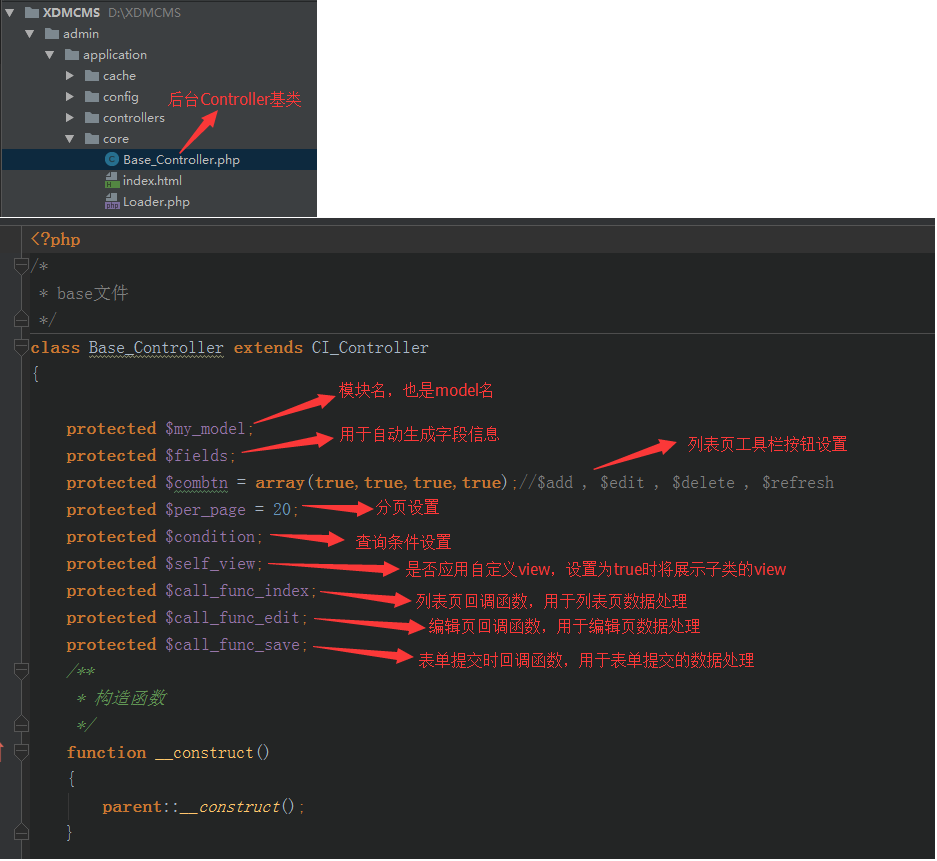 XDMCMS D:\XDMCMS
admin
application
cache
config
后台Controller基类
controllers
core
Base_Controller.php
index.html
Loader.php
<?php
/*
* base文件
*/
class Base_Controller extends CI_Controller
{
模块名，也是model名
protected $my_model;
用于自动生成字段信息
protected $fields;
列表页工具栏按钮设置
protected $combtn = array(true,true,true,true);//$add , $edit , $delete , $refresh
protected $per_page = 20;
分页设置
protected $condition;
查询条件设置
protected $self_view;
是否应用自定义view，设置为true时将展示子类的view
protected $call_func_index;
列表页回调函数，用于列表页数据处理
protected $call_func_edit;
编辑页回调函数，用于编辑页数据处理
protected $call_func_save;
表单提交时回调函数，用于表单提交的数据处理
/**
* 构造函数
*/
function __construct()
{
parent::__construct();
}